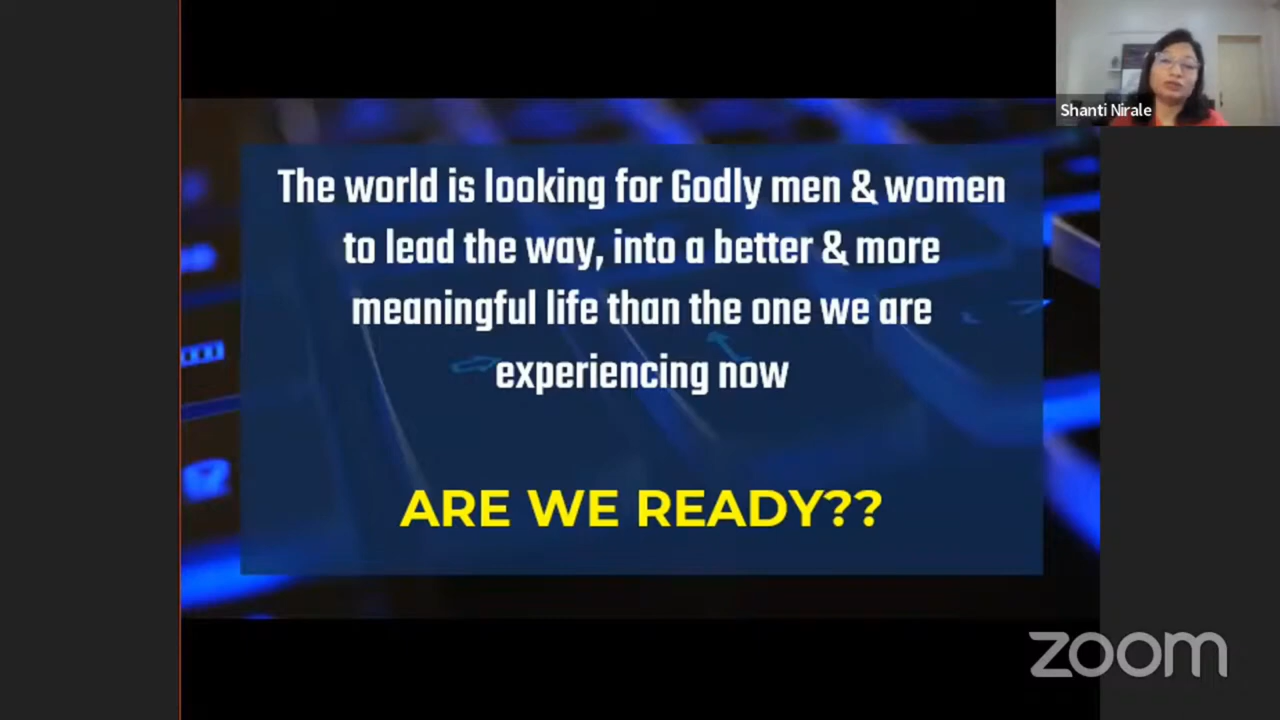 Shanti Nirale
The world is looking for Godly men & women
to lead the way, into a better & more
meaningful life than the one we are
experiencing now
ARE WE READY??
zoom